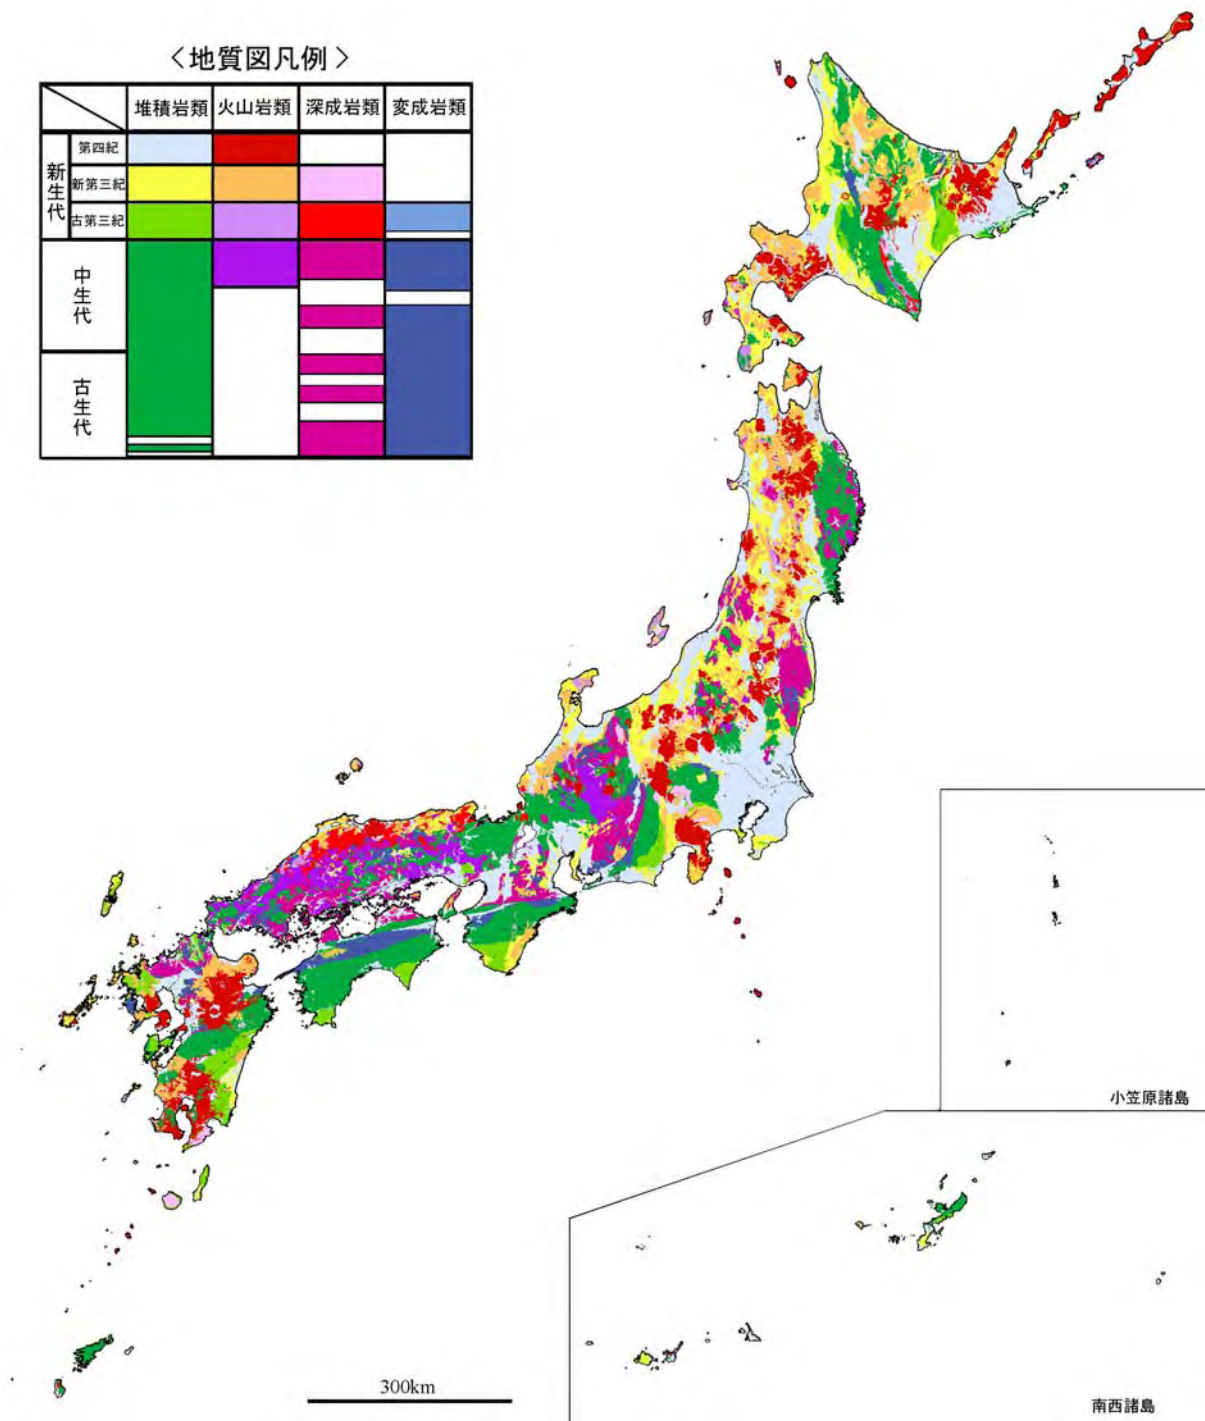 <地質図凡例>
堆積岩類 火山岩類 深成岩類 変成岩類
新生代
第四紀
新第三紀
古第三紀
中生代
古生代
小笠原諸島
300km
南西諸島